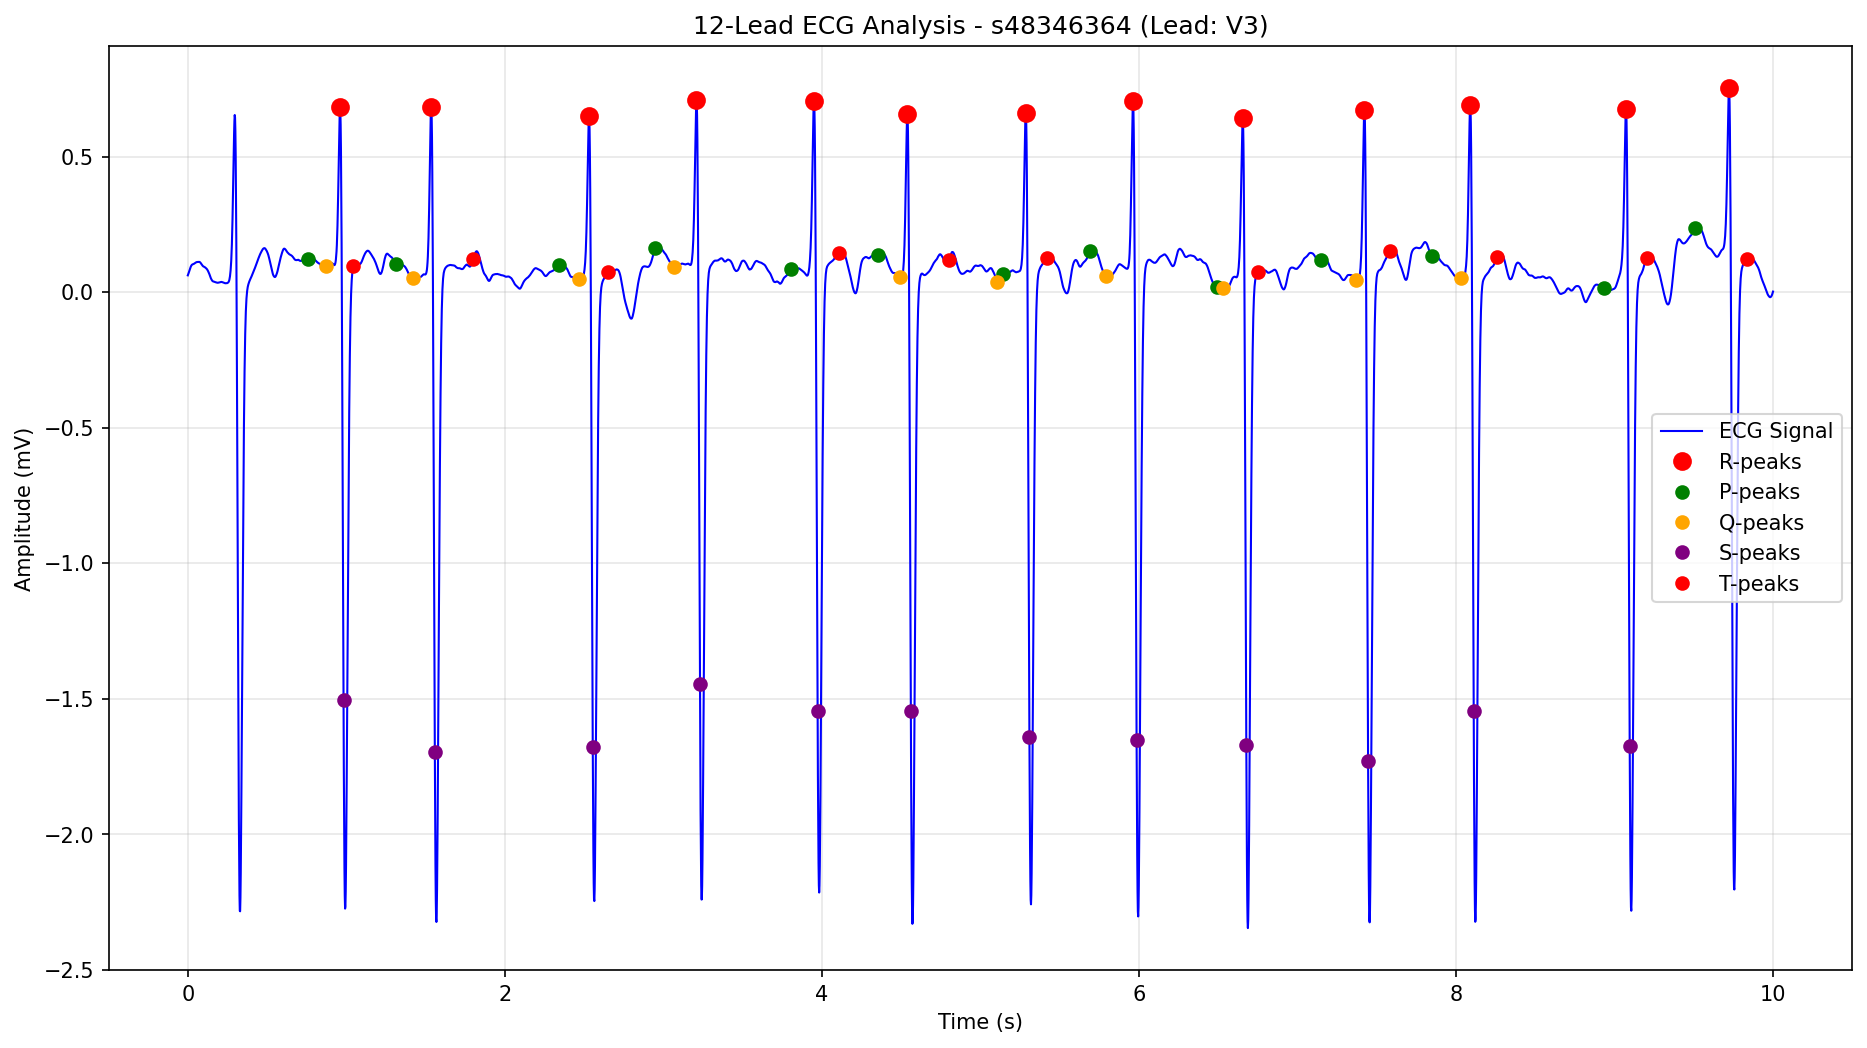 12-Lead ECG Analysis - s48346364 (Lead: V3)
Amplitude (mV)
0.5
0.0
−0.5
−1.0
−1.5
−2.0
−2.5
ECG Signal
R-peaks
P-peaks
Q-peaks
S-peaks
T-peaks
0 2 4 6 8 10
Time (s)